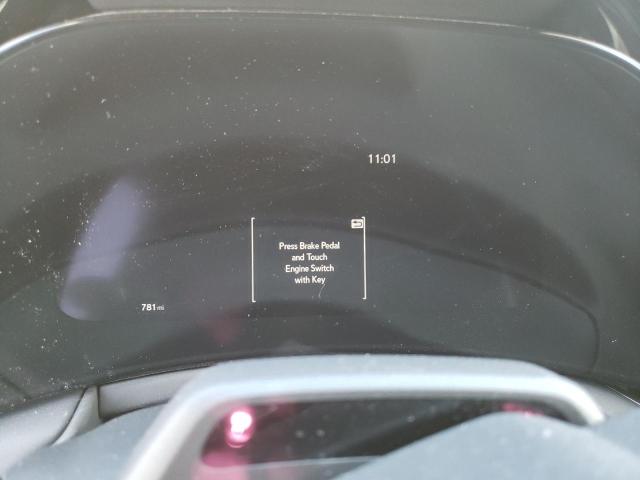 11:01
Press Brake Pedal
and Touch
Engine Switch
with Key
781 mi